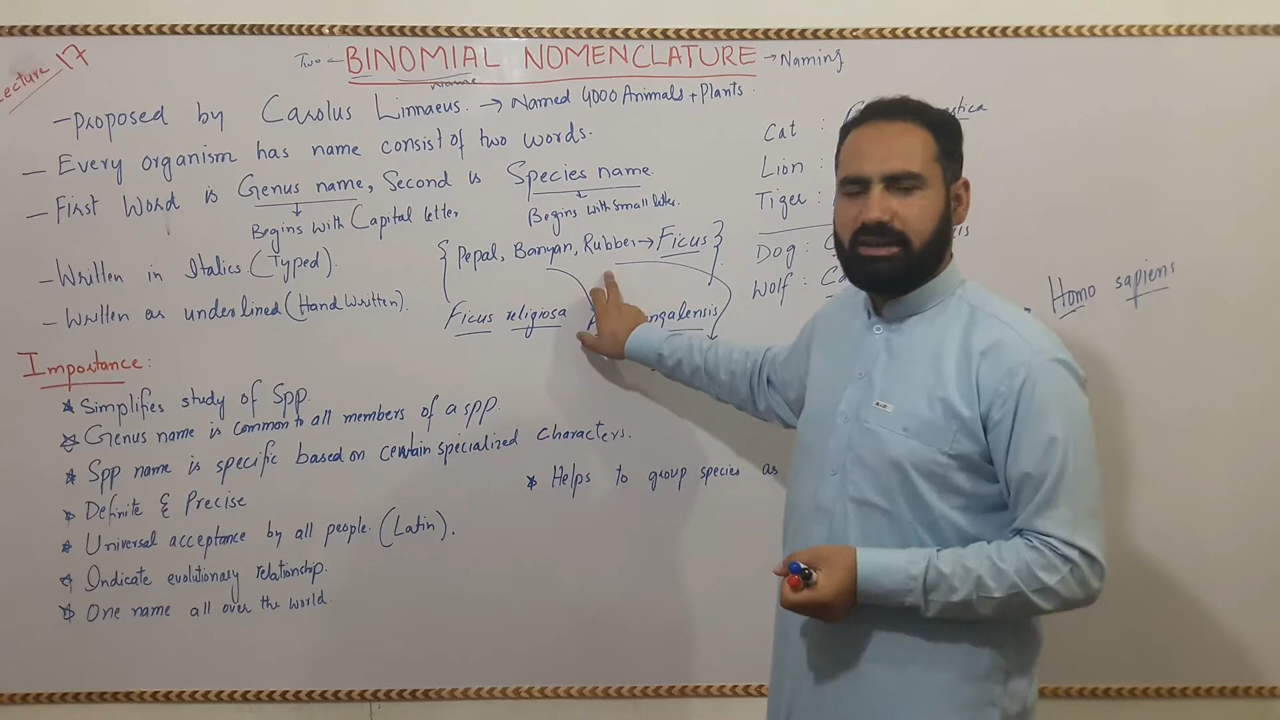 Lecture 17
Two ← BINOMIAL NOMENCLATURE → Naming
Name
- Proposed by Carolus Linnaeus. → Named 4000 Animals + Plants
- Every organism has name consist of two words.
- First Word is Genus name, Second is Species name.
Begins with Capital letter
Begins with Small letter.
{ Pepal, Banyan, Rubber → Ficus }
- Written in Italics. (Typed).
- Written as underlined (Hand Written).
Ficus religiosa
Importance:
* Simplifies study of Spp.
* Genus name is common to all members of a spp.
* Spp name is specific based on certain specialized characters.
* Definite & Precise
* Universal acceptance by all people. (Latin).
* Indicate evolutionary relationship.
* One name all over the world.
* Helps to group species as
Cat :
Lion :
Tiger :
Dog :
Wolf :
Homo sapiens